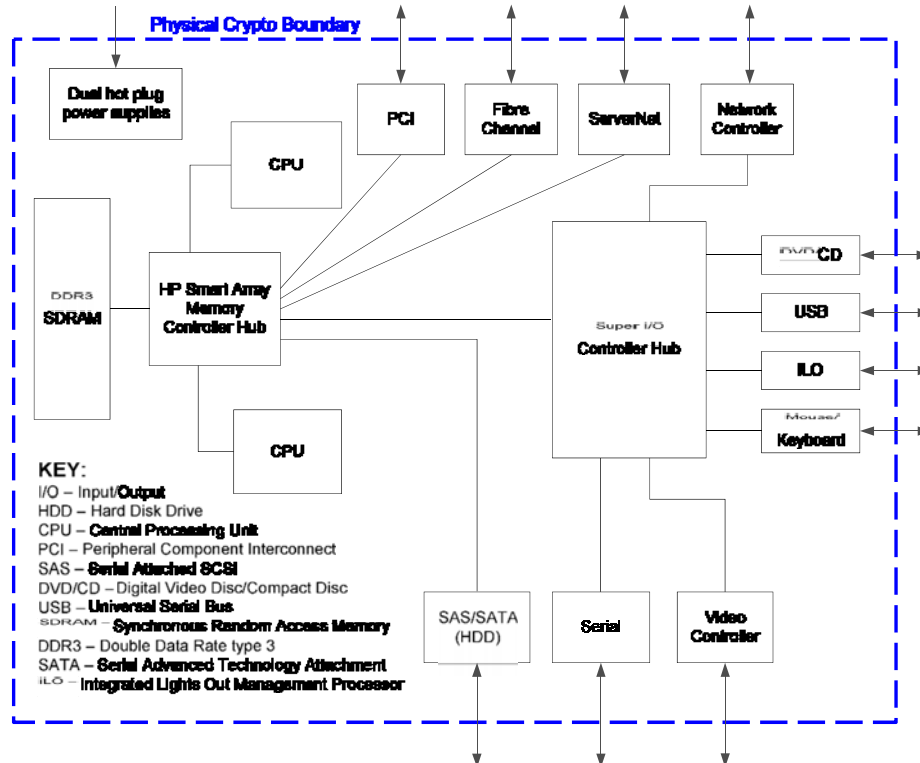 Physical Crypto Boundary
Dual hot plug
power supplies
PCI
Fibre
Channel
ServerNet
Network
Controller
CPU
DDR3
SDRAM
HP Smart Array
Memory
Controller Hub
Super I/O
Controller Hub
DVD/CD
USB
iLO
Mouse/
Keyboard
CPU
KEY:
I/O – Input/Output
HDD – Hard Disk Drive
CPU – Central Processing Unit
PCI – Peripheral Component Interconnect
SAS – Serial Attached SCSI
DVD/CD – Digital Video Disc/Compact Disc
USB – Universal Serial Bus
SDRAM – Synchronous Random Access Memory
DDR3 – Double Data Rate type 3
SATA – Serial Advanced Technology Attachment
iLO – Integrated Lights Out Management Processor
SAS/SATA
(HDD)
Serial
Video
Controller